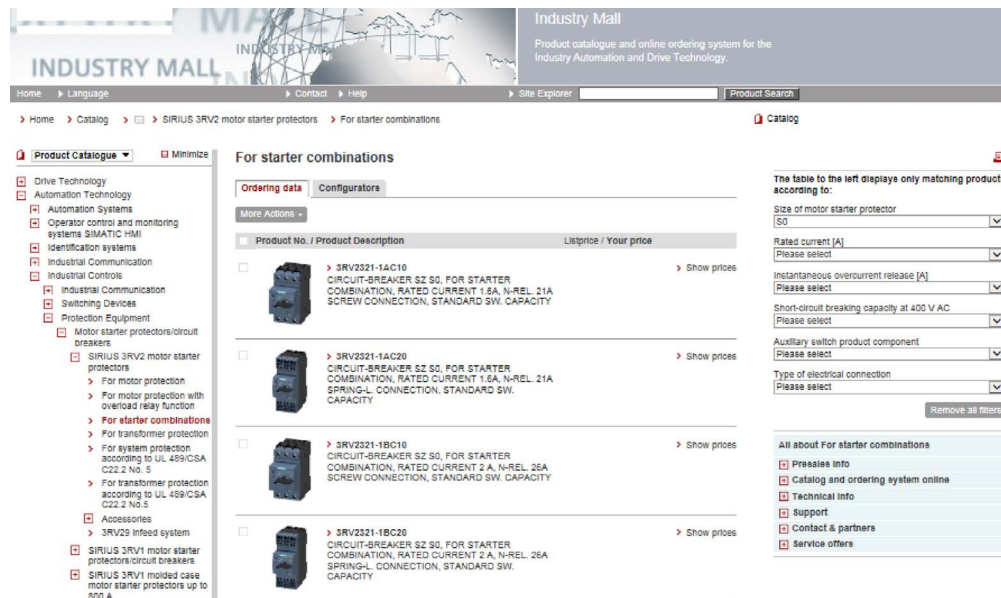 INDUSTRY MALL
INDUSTRY MALL
Industry Mall
Product catalogue and online ordering system for the
Industry Automation and Drive Technology.
Home
Language
Contact
Help
Site Explorer
Product Search
Home
Catalog
SIRIUS 3RV2 motor starter protectors
For starter combinations
Catalog
Product Catalogue
Minimize
Drive Technology
Automation Technology
Automation Systems
Operator control and monitoring
systems SIMATIC HMI
Identification systems
Industrial Communication
Industrial Controls
Industrial Communication
Switching Devices
Protection Equipment
Motor starter protectors/circuit
breakers
SIRIUS 3RV2 motor starter
protectors
For motor protection
For motor protection with
overload relay function
For starter combinations
For transformer protection
For system protection
according to UL 489/CSA
C22.2 No. 5
For transformer protection
according to UL 489/CSA
C22.2 No.5
Accessories
3RV29 Infeed system
SIRIUS 3RV1 motor starter
protectors/circuit breakers
SIRIUS 3RV1 molded case
motor starter protectors up to
800 A
For starter combinations
Ordering data
Configurators
More Actions
Product No. / Product Description
Listprice / Your price
3RV2321-1AC10
Show prices
CIRCUIT-BREAKER SZ S0, FOR STARTER
COMBINATION, RATED CURRENT 1.6A, N-REL. 21A
SCREW CONNECTION, STANDARD SW. CAPACITY
3RV2321-1AC20
Show prices
CIRCUIT-BREAKER SZ S0, FOR STARTER
COMBINATION, RATED CURRENT 1.6A, N-REL. 21A
SPRING-L. CONNECTION, STANDARD SW.
CAPACITY
3RV2321-1BC10
Show prices
CIRCUIT-BREAKER SZ S0, FOR STARTER
COMBINATION, RATED CURRENT 2 A, N-REL. 26A
SCREW CONNECTION, STANDARD SW. CAPACITY
3RV2321-1BC20
Show prices
CIRCUIT-BREAKER SZ S0, FOR STARTER
COMBINATION, RATED CURRENT 2 A, N-REL. 26A
SPRING-L. CONNECTION, STANDARD SW.
CAPACITY
The table to the left displays only matching product
according to:
Size of motor starter protector
S0
Rated current [A]
Please select
Instantaneous overcurrent release [A]
Please select
Short-circuit breaking capacity at 400 V AC
Please select
Auxiliary switch product component
Please select
Type of electrical connection
Please select
Remove all filters
All about For starter combinations
Presales info
Catalog and ordering system online
Technical info
Support
Contact & partners
Service offers